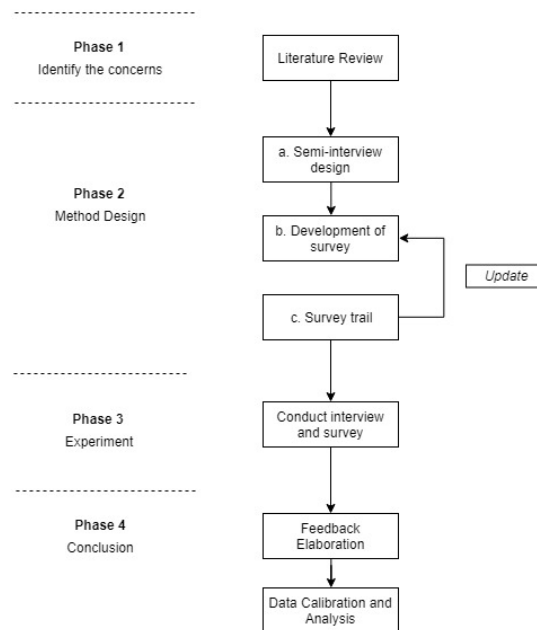 Phase 1
Identify the concerns
Literature Review
Phase 2
Method Design
a. Semi-interview
design
b. Development of
survey
Update
c. Survey trail
Phase 3
Experiment
Conduct interview
and survey
Phase 4
Conclusion
Feedback
Elaboration
Data Calibration and
Analysis